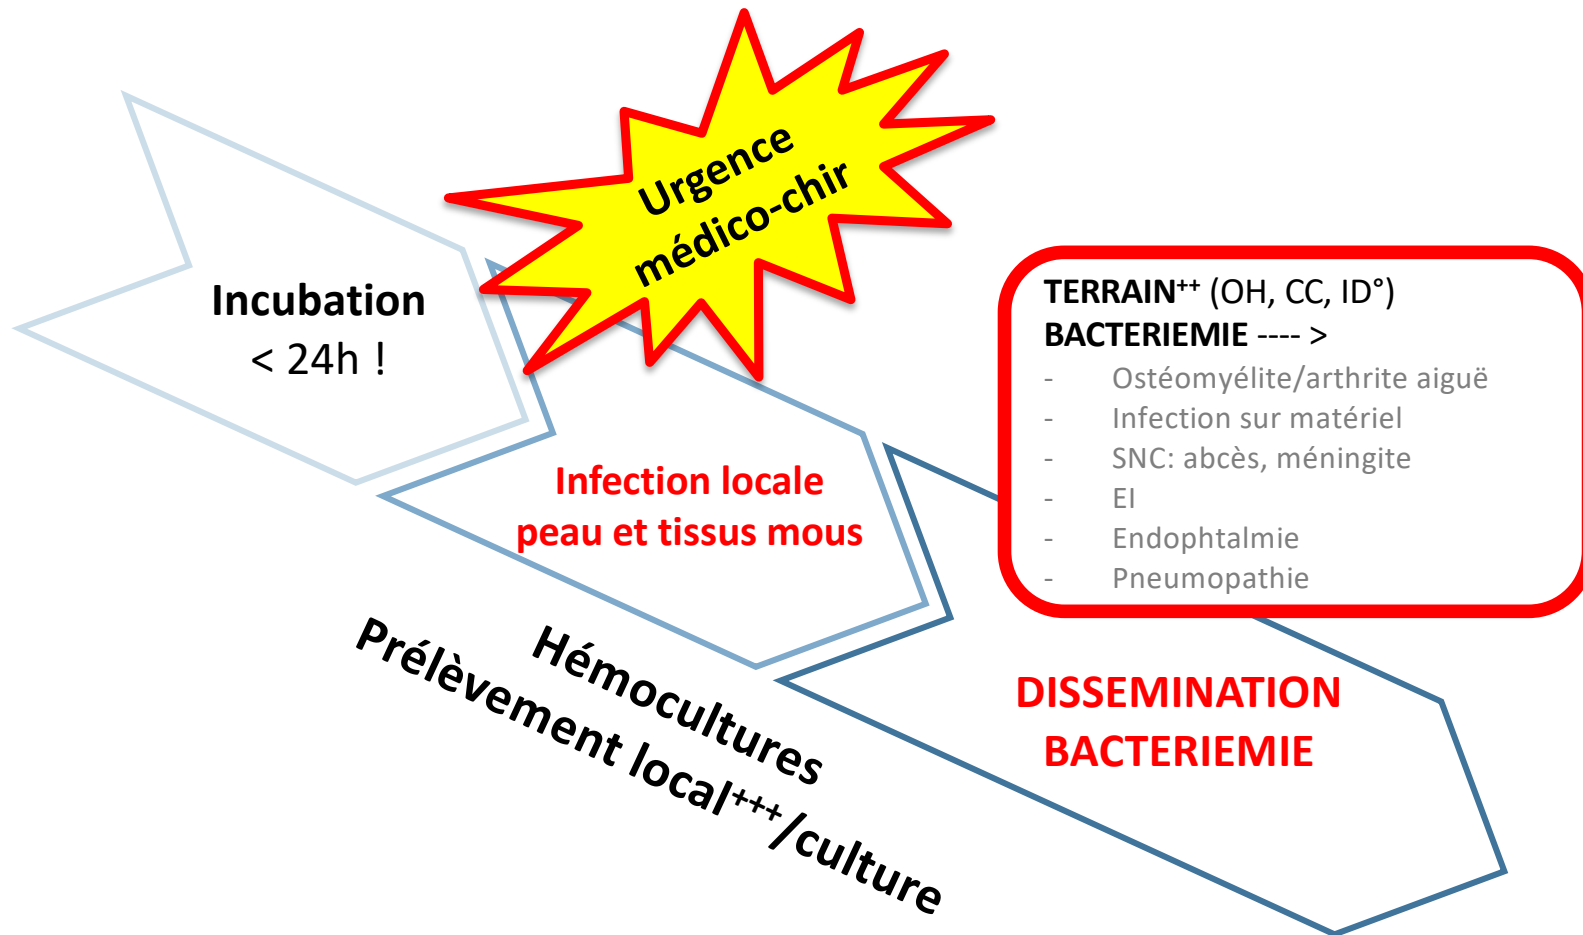 Urgence
médico-chir
Incubation
< 24h !
TERRAIN⁺⁺ (OH, CC, ID°)
BACTERIEMIE ---- >
- Ostéomyélite/arthrite aiguë
- Infection sur matériel
- SNC: abcès, méningite
- EI
- Endophtalmie
- Pneumopathie
Infection locale
peau et tissus mous
Hémocultures
Prélèvement local⁺⁺⁺/culture
DISSEMINATION
BACTERIEMIE